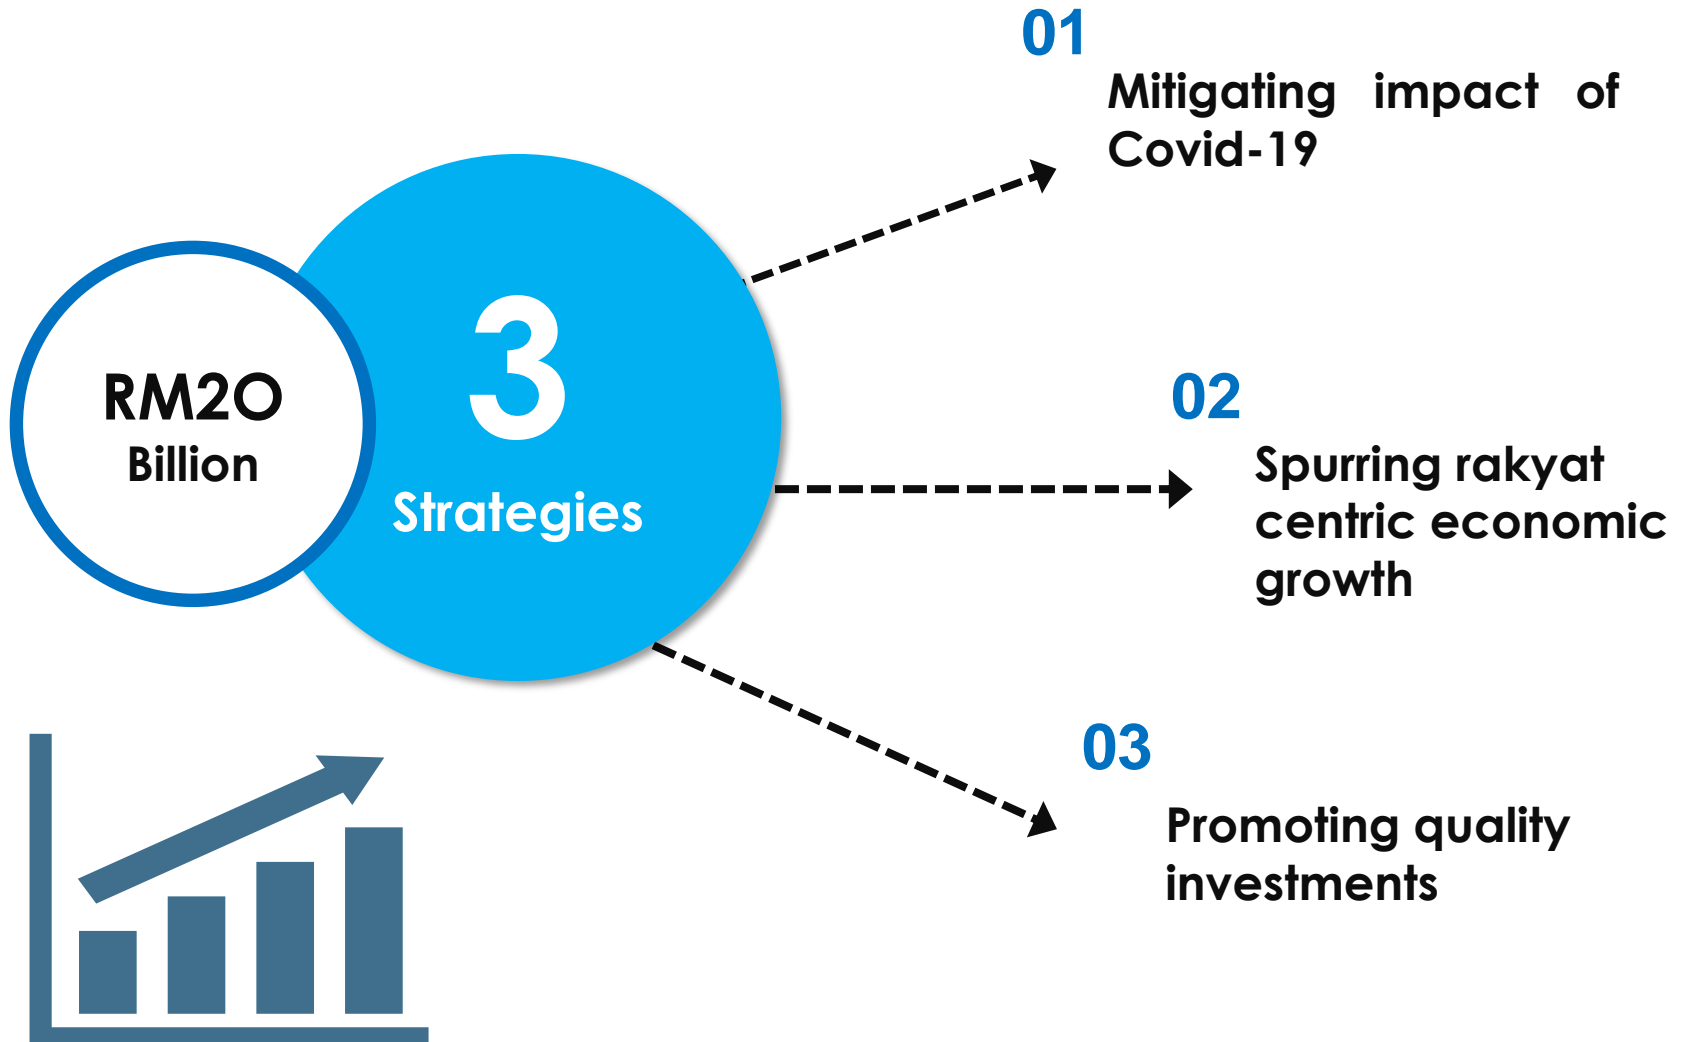 RM2O
Billion
3
Strategies
01
Mitigating impact of
Covid-19
02
Spurring rakyat
centric economic
growth
03
Promoting quality
investments